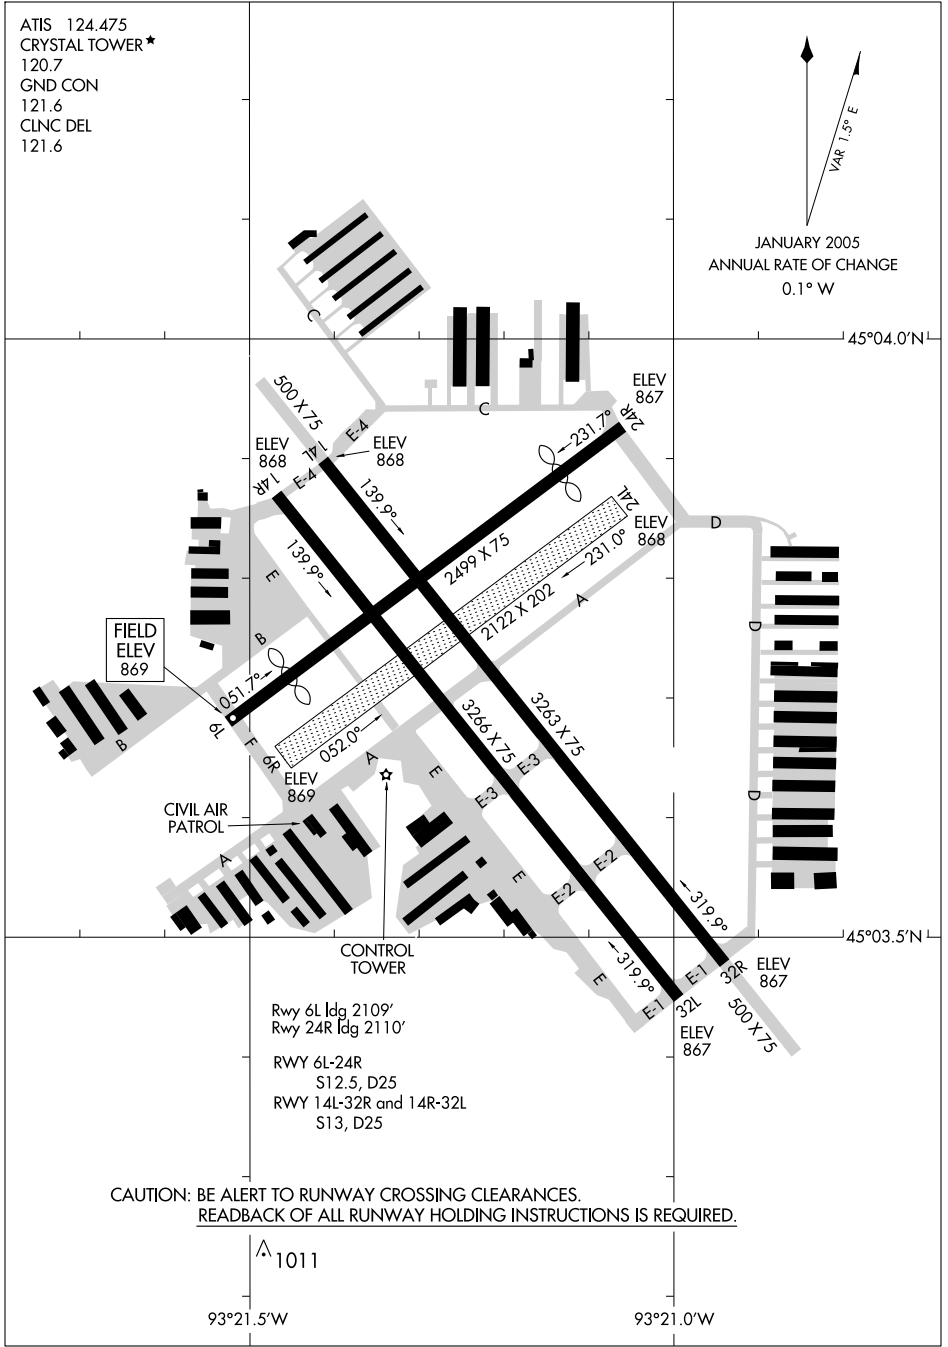 ATIS 124.475
CRYSTAL TOWER★
120.7
GND CON
121.6
CLNC DEL
121.6
VAR 1.5° E
JANUARY 2005
ANNUAL RATE OF CHANGE
0.1° W
45°04.0'N
C
C
500 X 75
E-4
ELEV
868
14L
ELEV
868
14R
E-4
ELEV
867
24R
231.7°
139.9°
139.9°
2499 X 75
24L
ELEV
868
231.0°
2122 X 202
D
A
E
B
FIELD
ELEV
869
051.7°
6L
B
F
6R
052.0°
ELEV
869
A
3266 X 75
3263 X 75
D
D
E
E-3
E-3
CIVIL AIR
PATROL
A
E
E-2
E-2
319.9°
319.9°
45°03.5'N
CONTROL
TOWER
E
E-1
E-1
32L
32R
ELEV
867
ELEV
867
500 X 75
Rwy 6L ldg 2109'
Rwy 24R ldg 2110'
RWY 6L-24R
S12.5, D25
RWY 14L-32R and 14R-32L
S13, D25
CAUTION: BE ALERT TO RUNWAY CROSSING CLEARANCES.
READBACK OF ALL RUNWAY HOLDING INSTRUCTIONS IS REQUIRED.
1011
93°21.5'W
93°21.0'W